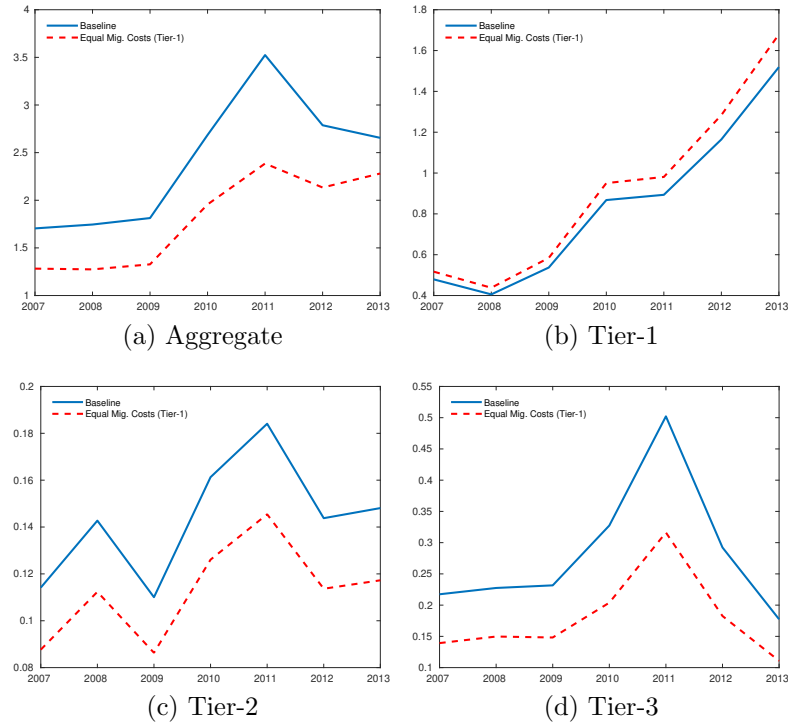 4
3.5
3
2.5
2
1.5
1
2007 2008 2009 2010 2011 2012 2013
Baseline
Equal Mig. Costs (Tier-1)
(a) Aggregate
1.8
1.6
1.4
1.2
1
0.8
0.6
0.4
2007 2008 2009 2010 2011 2012 2013
Baseline
Equal Mig. Costs (Tier-1)
(b) Tier-1
0.2
0.18
0.16
0.14
0.12
0.1
0.08
2007 2008 2009 2010 2011 2012 2013
Baseline
Equal Mig. Costs (Tier-1)
(c) Tier-2
0.55
0.5
0.45
0.4
0.35
0.3
0.25
0.2
0.15
0.1
2007 2008 2009 2010 2011 2012 2013
Baseline
Equal Mig. Costs (Tier-1)
(d) Tier-3